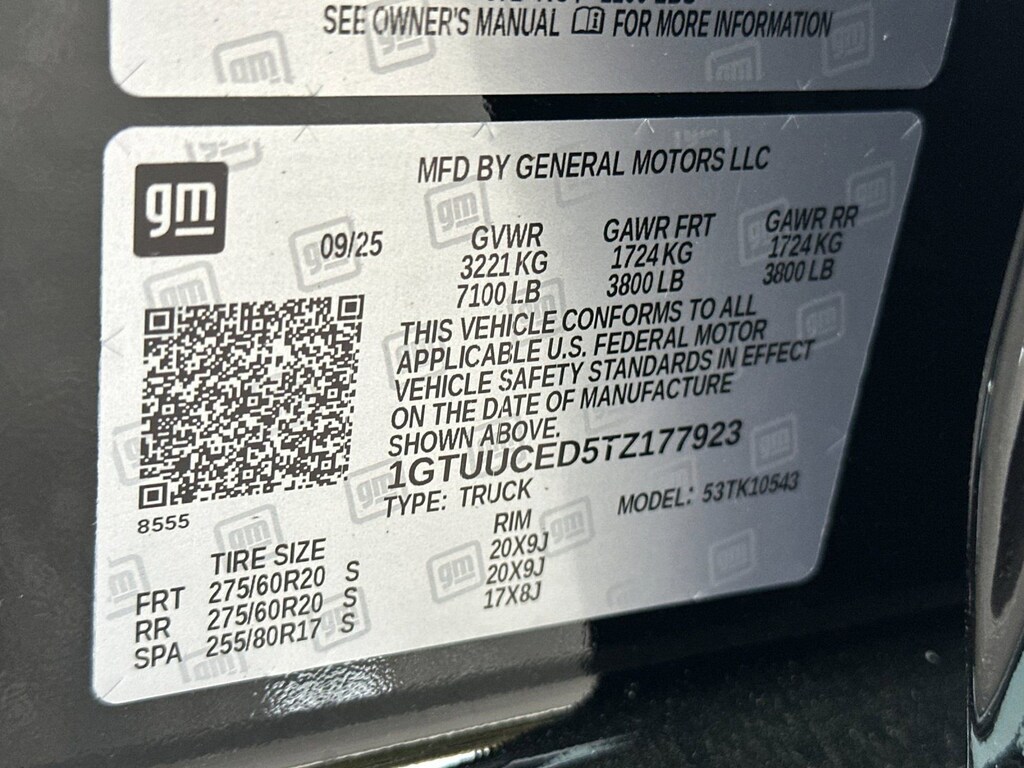 SEE OWNER'S MANUAL FOR MORE INFORMATION
gm
MFD BY GENERAL MOTORS LLC
09/25
GVWR GAWR FRT GAWR RR
3221 KG 1724 KG 1724 KG
7100 LB 3800 LB 3800 LB
THIS VEHICLE CONFORMS TO ALL
APPLICABLE U.S. FEDERAL MOTOR
VEHICLE SAFETY STANDARDS IN EFFECT
ON THE DATE OF MANUFACTURE
SHOWN ABOVE.
1GTUUCED5TZ177923
TYPE: TRUCK MODEL: 53TK10543
8555
TIRE SIZE RIM
FRT 275/60R20 S 20X9J
RR 275/60R20 S 20X9J
SPA 255/80R17 S 17X8J